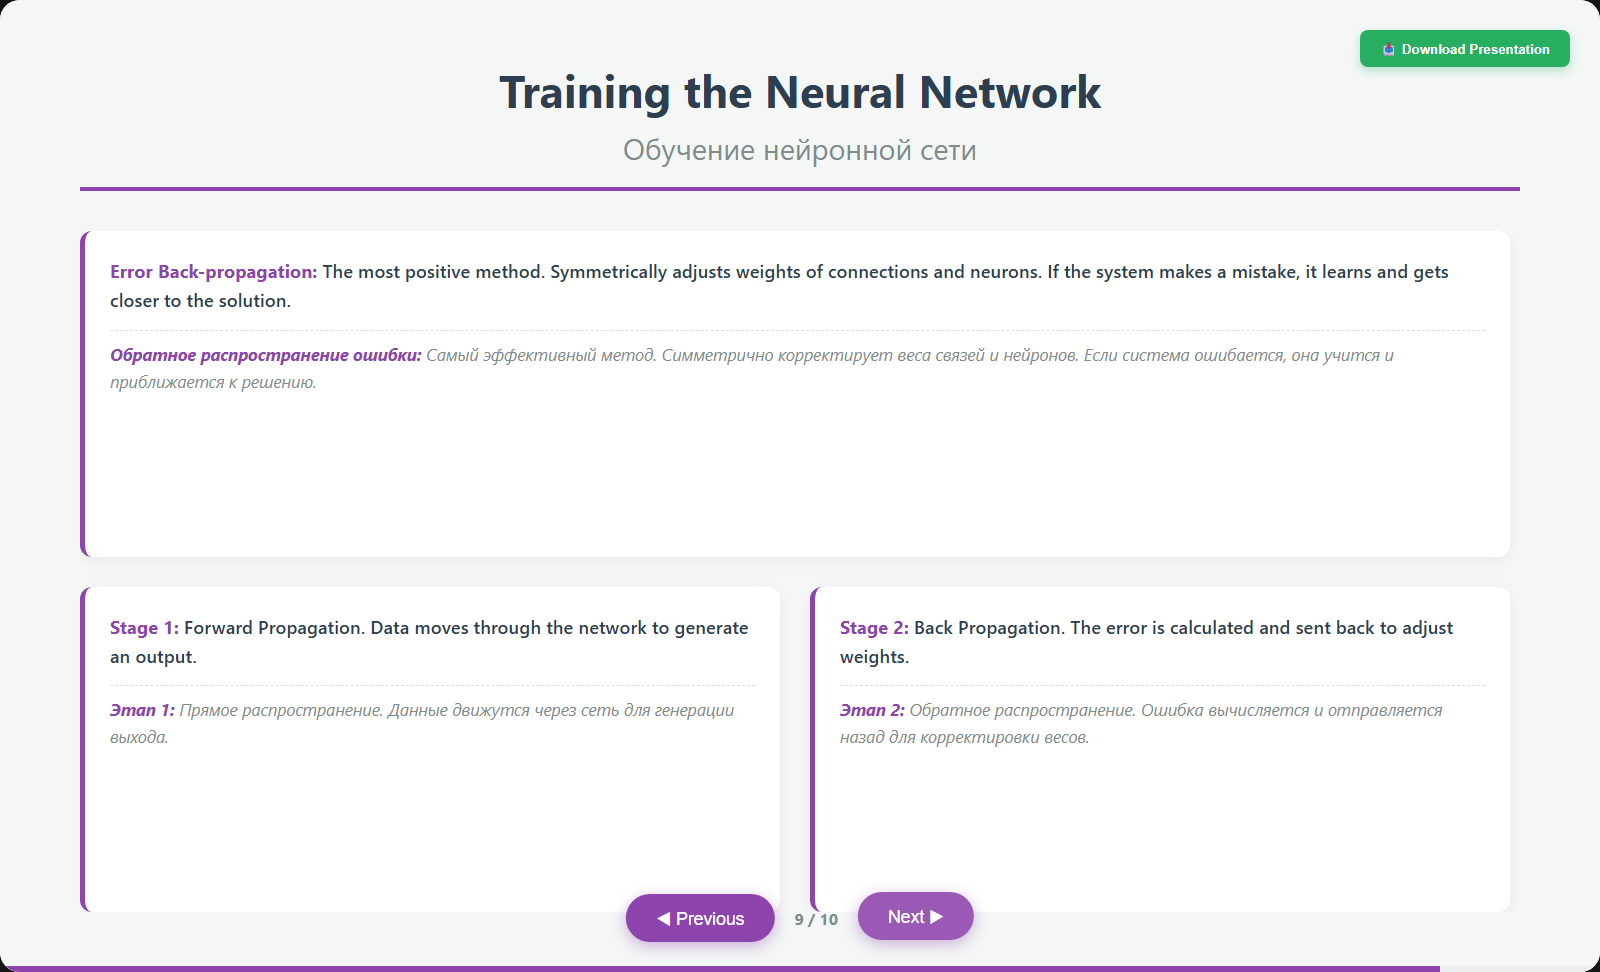 Download Presentation
Training the Neural Network
Обучение нейронной сети
Error Back-propagation: The most positive method. Symmetrically adjusts weights of connections and neurons. If the system makes a mistake, it learns and gets
closer to the solution.
Обратное распространение ошибки: Самый эффективный метод. Симметрично корректирует веса связей и нейронов. Если система ошибается, она учится и
приближается к решению.
Stage 1: Forward Propagation. Data moves through the network to generate
an output.
Этап 1: Прямое распространение. Данные движутся через сеть для генерации
выхода.
Stage 2: Back Propagation. The error is calculated and sent back to adjust
weights.
Этап 2: Обратное распространение. Ошибка вычисляется и отправляется
назад для корректировки весов.
◀ Previous
9 / 10
Next ▶